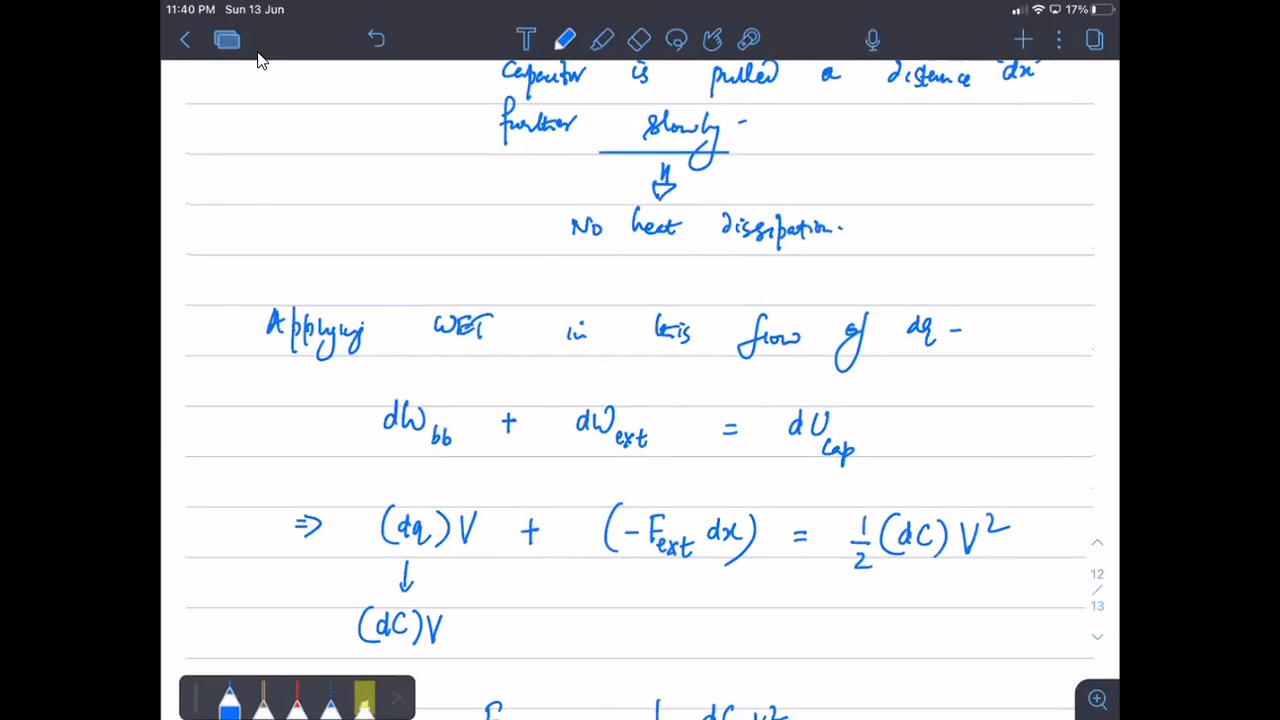 11:40 PM Sun 13 Jun 17%
Capacitor is pulled a distance 'dx'
further slowly -
⇓
No heat dissipation.
Applying WET in this flow of dq -
dW_bb + dW_ext = dU_cap
⇒ (dq)V + (-F_ext dx) = 1/2 (dC) V²
↓
(dC)V
12
/
13